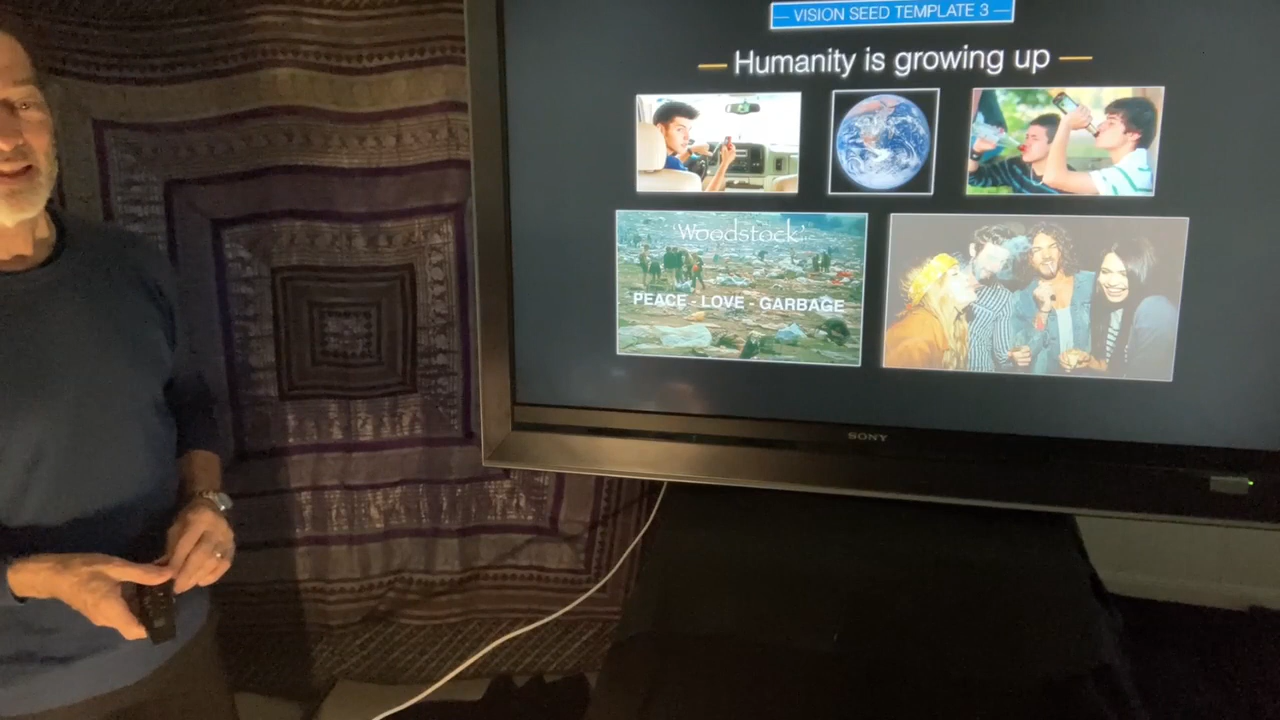 — VISION SEED TEMPLATE 3 —
— Humanity is growing up —
'Woodstock'
PEACE - LOVE - GARBAGE
SONY